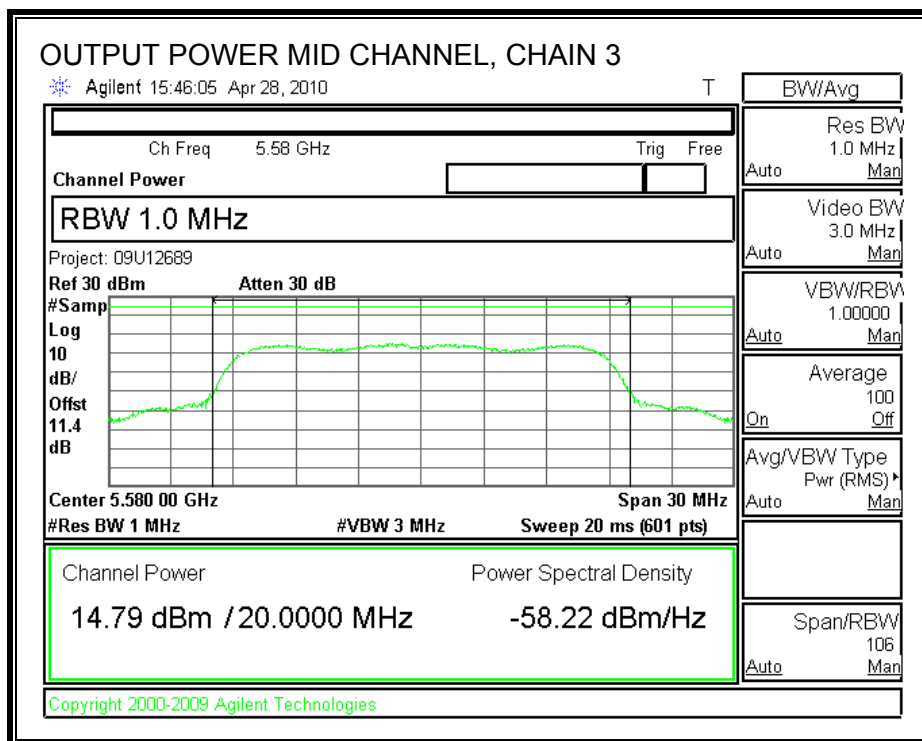 OUTPUT POWER MID CHANNEL, CHAIN 3
Agilent 15:46:05 Apr 28, 2010 T
Ch Freq 5.58 GHz Trig Free
Channel Power
RBW 1.0 MHz
Project: 09U12689
Ref 30 dBm Atten 30 dB
#Samp
Log
10
dB/
Offst
11.4
dB
Center 5.580 00 GHz Span 30 MHz
#Res BW 1 MHz #VBW 3 MHz Sweep 20 ms (601 pts)
Channel Power Power Spectral Density
14.79 dBm / 20.0000 MHz -58.22 dBm/Hz
Copyright 2000-2009 Agilent Technologies
BW/Avg
Res BW
1.0 MHz
Auto Man
Video BW
3.0 MHz
Auto Man
VBW/RBW
1.00000
Auto Man
Average
100
On Off
Avg/VBW Type
Pwr (RMS)
Auto Man
Span/RBW
106
Auto Man